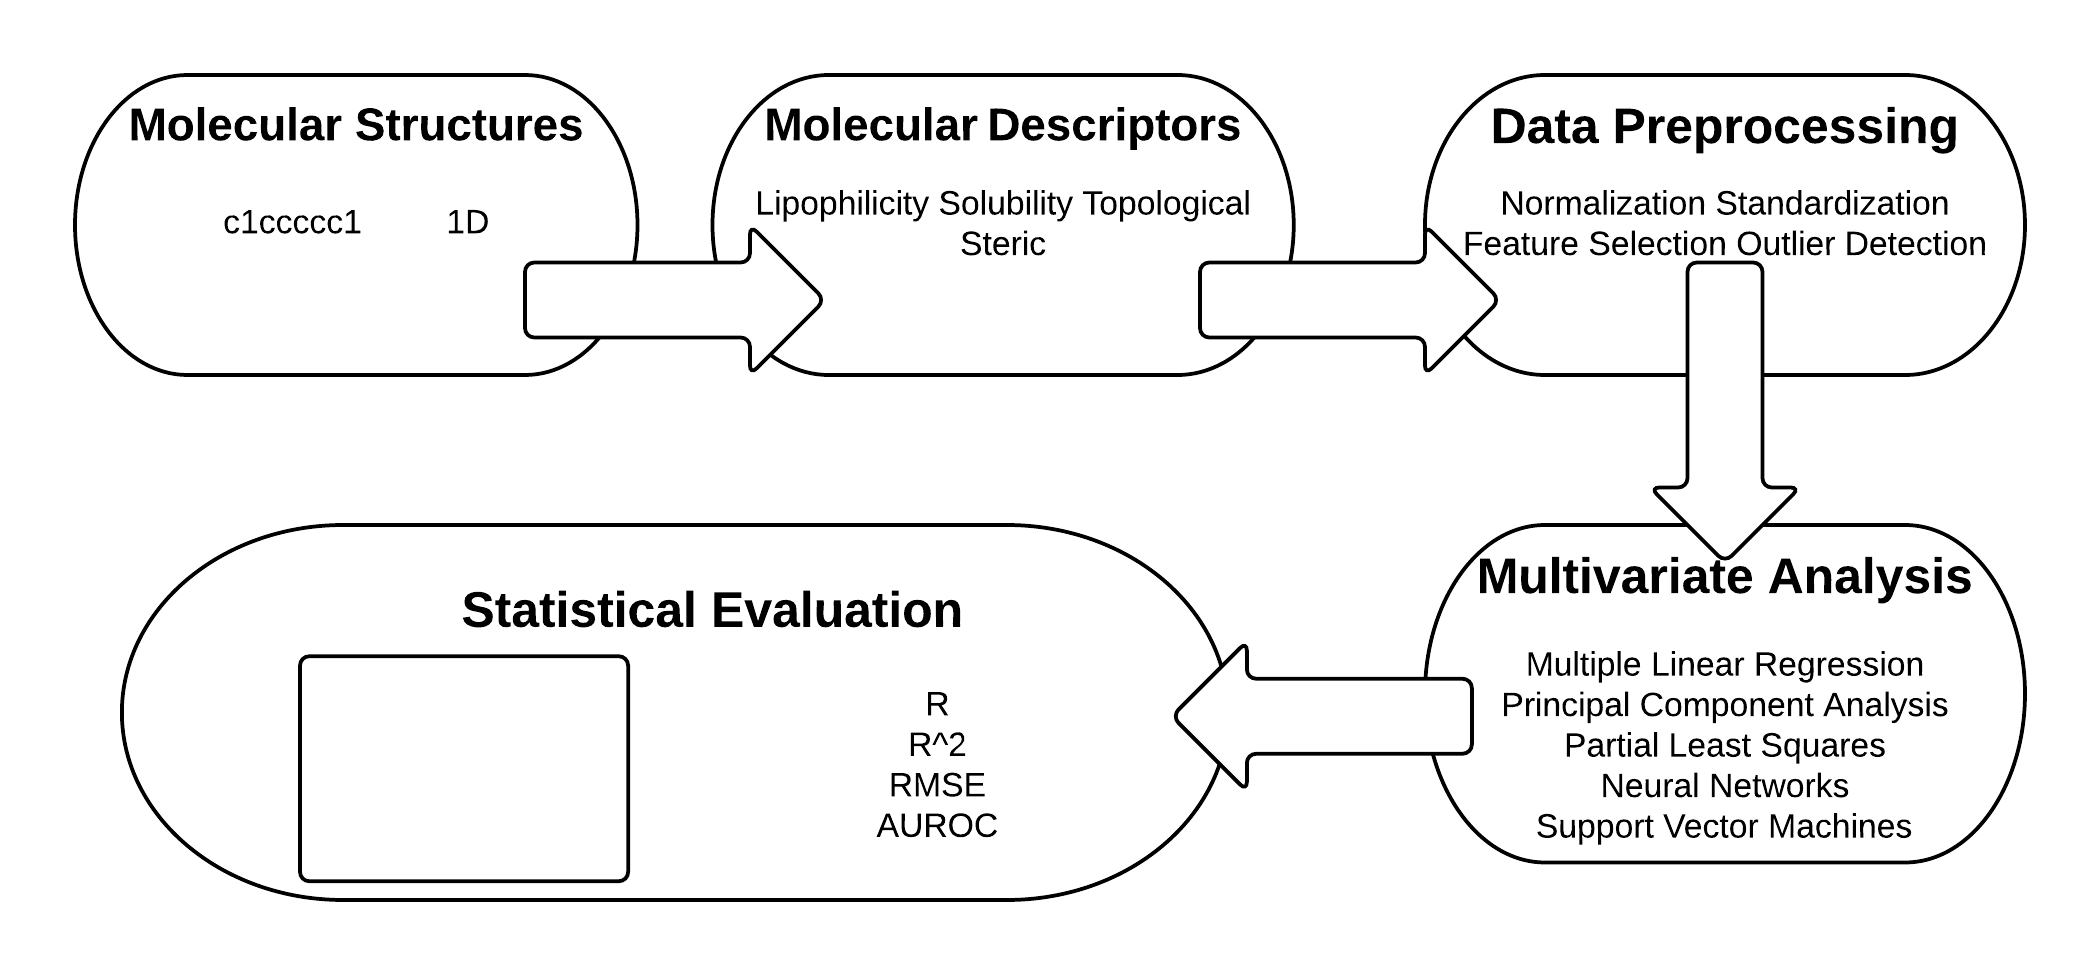 Molecular Structures
c1ccccc1 1D
Molecular Descriptors
Lipophilicity Solubility Topological
Steric
Data Preprocessing
Normalization Standardization
Feature Selection Outlier Detection
Multivariate Analysis
Multiple Linear Regression
Principal Component Analysis
Partial Least Squares
Neural Networks
Support Vector Machines
Statistical Evaluation
R
R^2
RMSE
AUROC